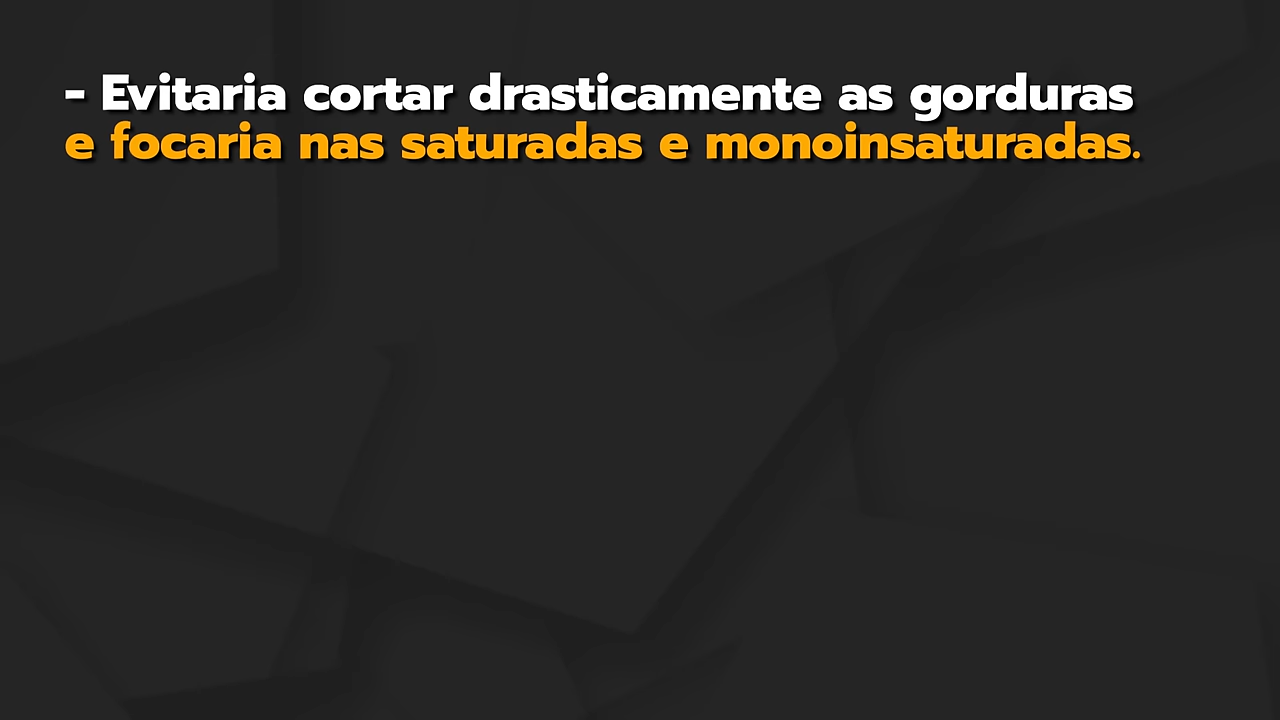 - Evitaria cortar drasticamente as gorduras
e focaria nas saturadas e monoinsaturadas.